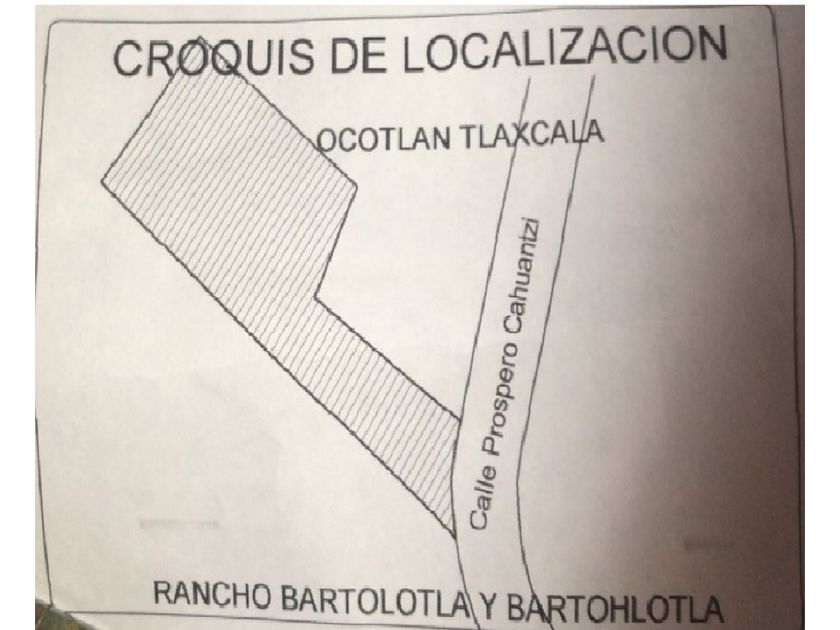 CROQUIS DE LOCALIZACION
OCOTLAN TLAXCALA
Calle Prospero Cahuantzi
RANCHO BARTOLOTLA Y BARTOHLOTLA